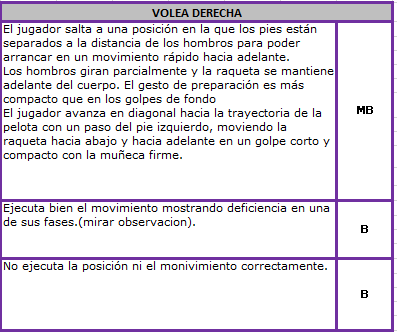 VOLEA DERECHA
El jugador salta a una posición en la que los pies están
separados a la distancia de los hombros para poder
arrancar en un movimiento rápido hacia adelante.
Los hombros giran parcialmente y la raqueta se mantiene
adelante del cuerpo. El gesto de preparación es más
compacto que en los golpes de fondo
El jugador avanza en diagonal hacia la trayectoria de la
pelota con un paso del pie izquierdo, moviendo la
raqueta hacia abajo y hacia adelante en un golpe corto y
compacto con la muñeca firme.
MB
Ejecuta bien el movimiento mostrando deficiencia en una
de sus fases.(mirar observacion).
B
No ejecuta la posición ni el monivimiento correctamente.
B